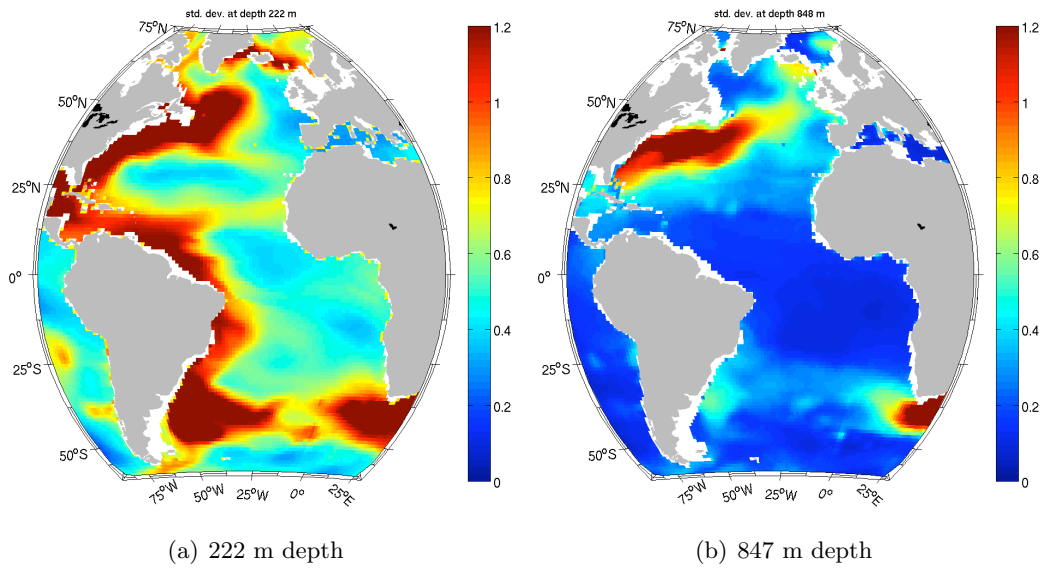 std. dev. at depth 222 m
75°N
50°N
25°N
0°
25°S
50°S
75°W
50°W
25°W
0°
25°E
1.2
1
0.8
0.6
0.4
0.2
0
(a) 222 m depth
std. dev. at depth 848 m
75°N
50°N
25°N
0°
25°S
50°S
75°W
50°W
25°W
0°
25°E
1.2
1
0.8
0.6
0.4
0.2
0
(b) 847 m depth